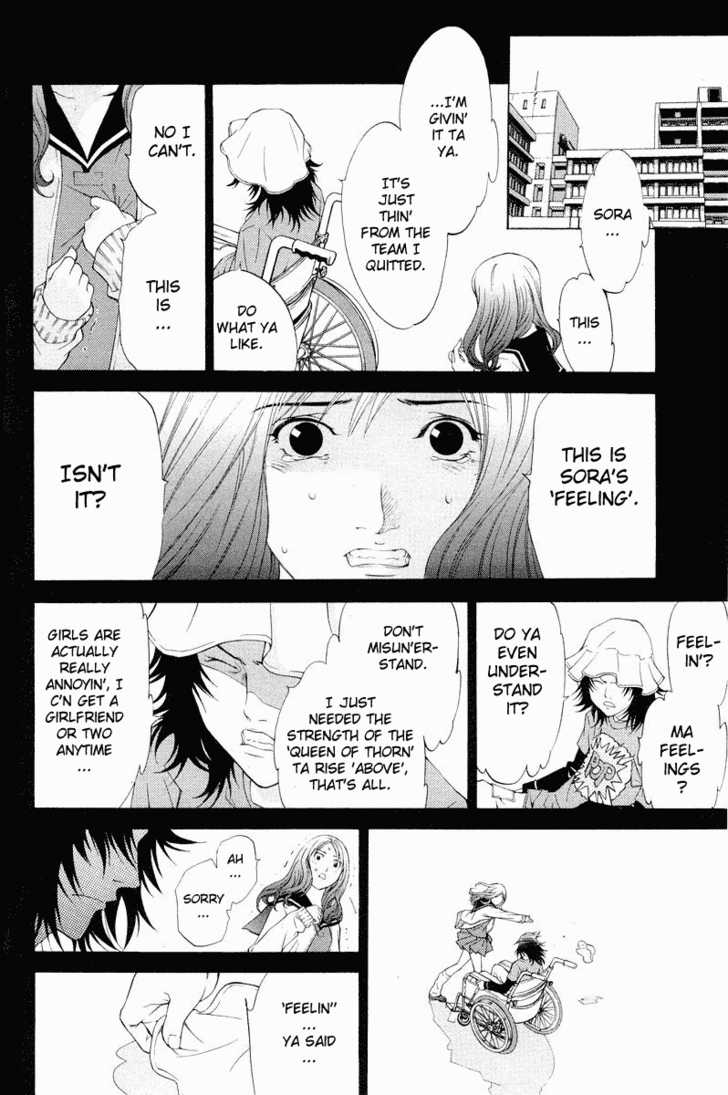 SORA
...
THIS
...
...I'M
GIVIN'
IT TA
YA.
IT'S
JUST
THIN'
FROM THE
TEAM I
QUITTED.
DO
WHAT YA
LIKE.
NO I
CAN'T.
THIS
IS
...
THIS IS
SORA'S
'FEELING'.
ISN'T
IT?
FEEL-
IN'?
MA
FEEL-
INGS
?
DO YA
EVEN
UNDER-
STAND
IT?
DON'T
MISUN'ER-
STAND.
I JUST
NEEDED THE
STRENGTH OF THE
'QUEEN OF THORN'
TA RISE 'ABOVE',
THAT'S ALL.
GIRLS ARE
ACTUALLY
REALLY
ANNOYIN', I
C'N GET A
GIRLFRIEND
OR TWO
ANYTIME
...
AH
...
SORRY
...
'FEELIN''
...
YA SAID
...